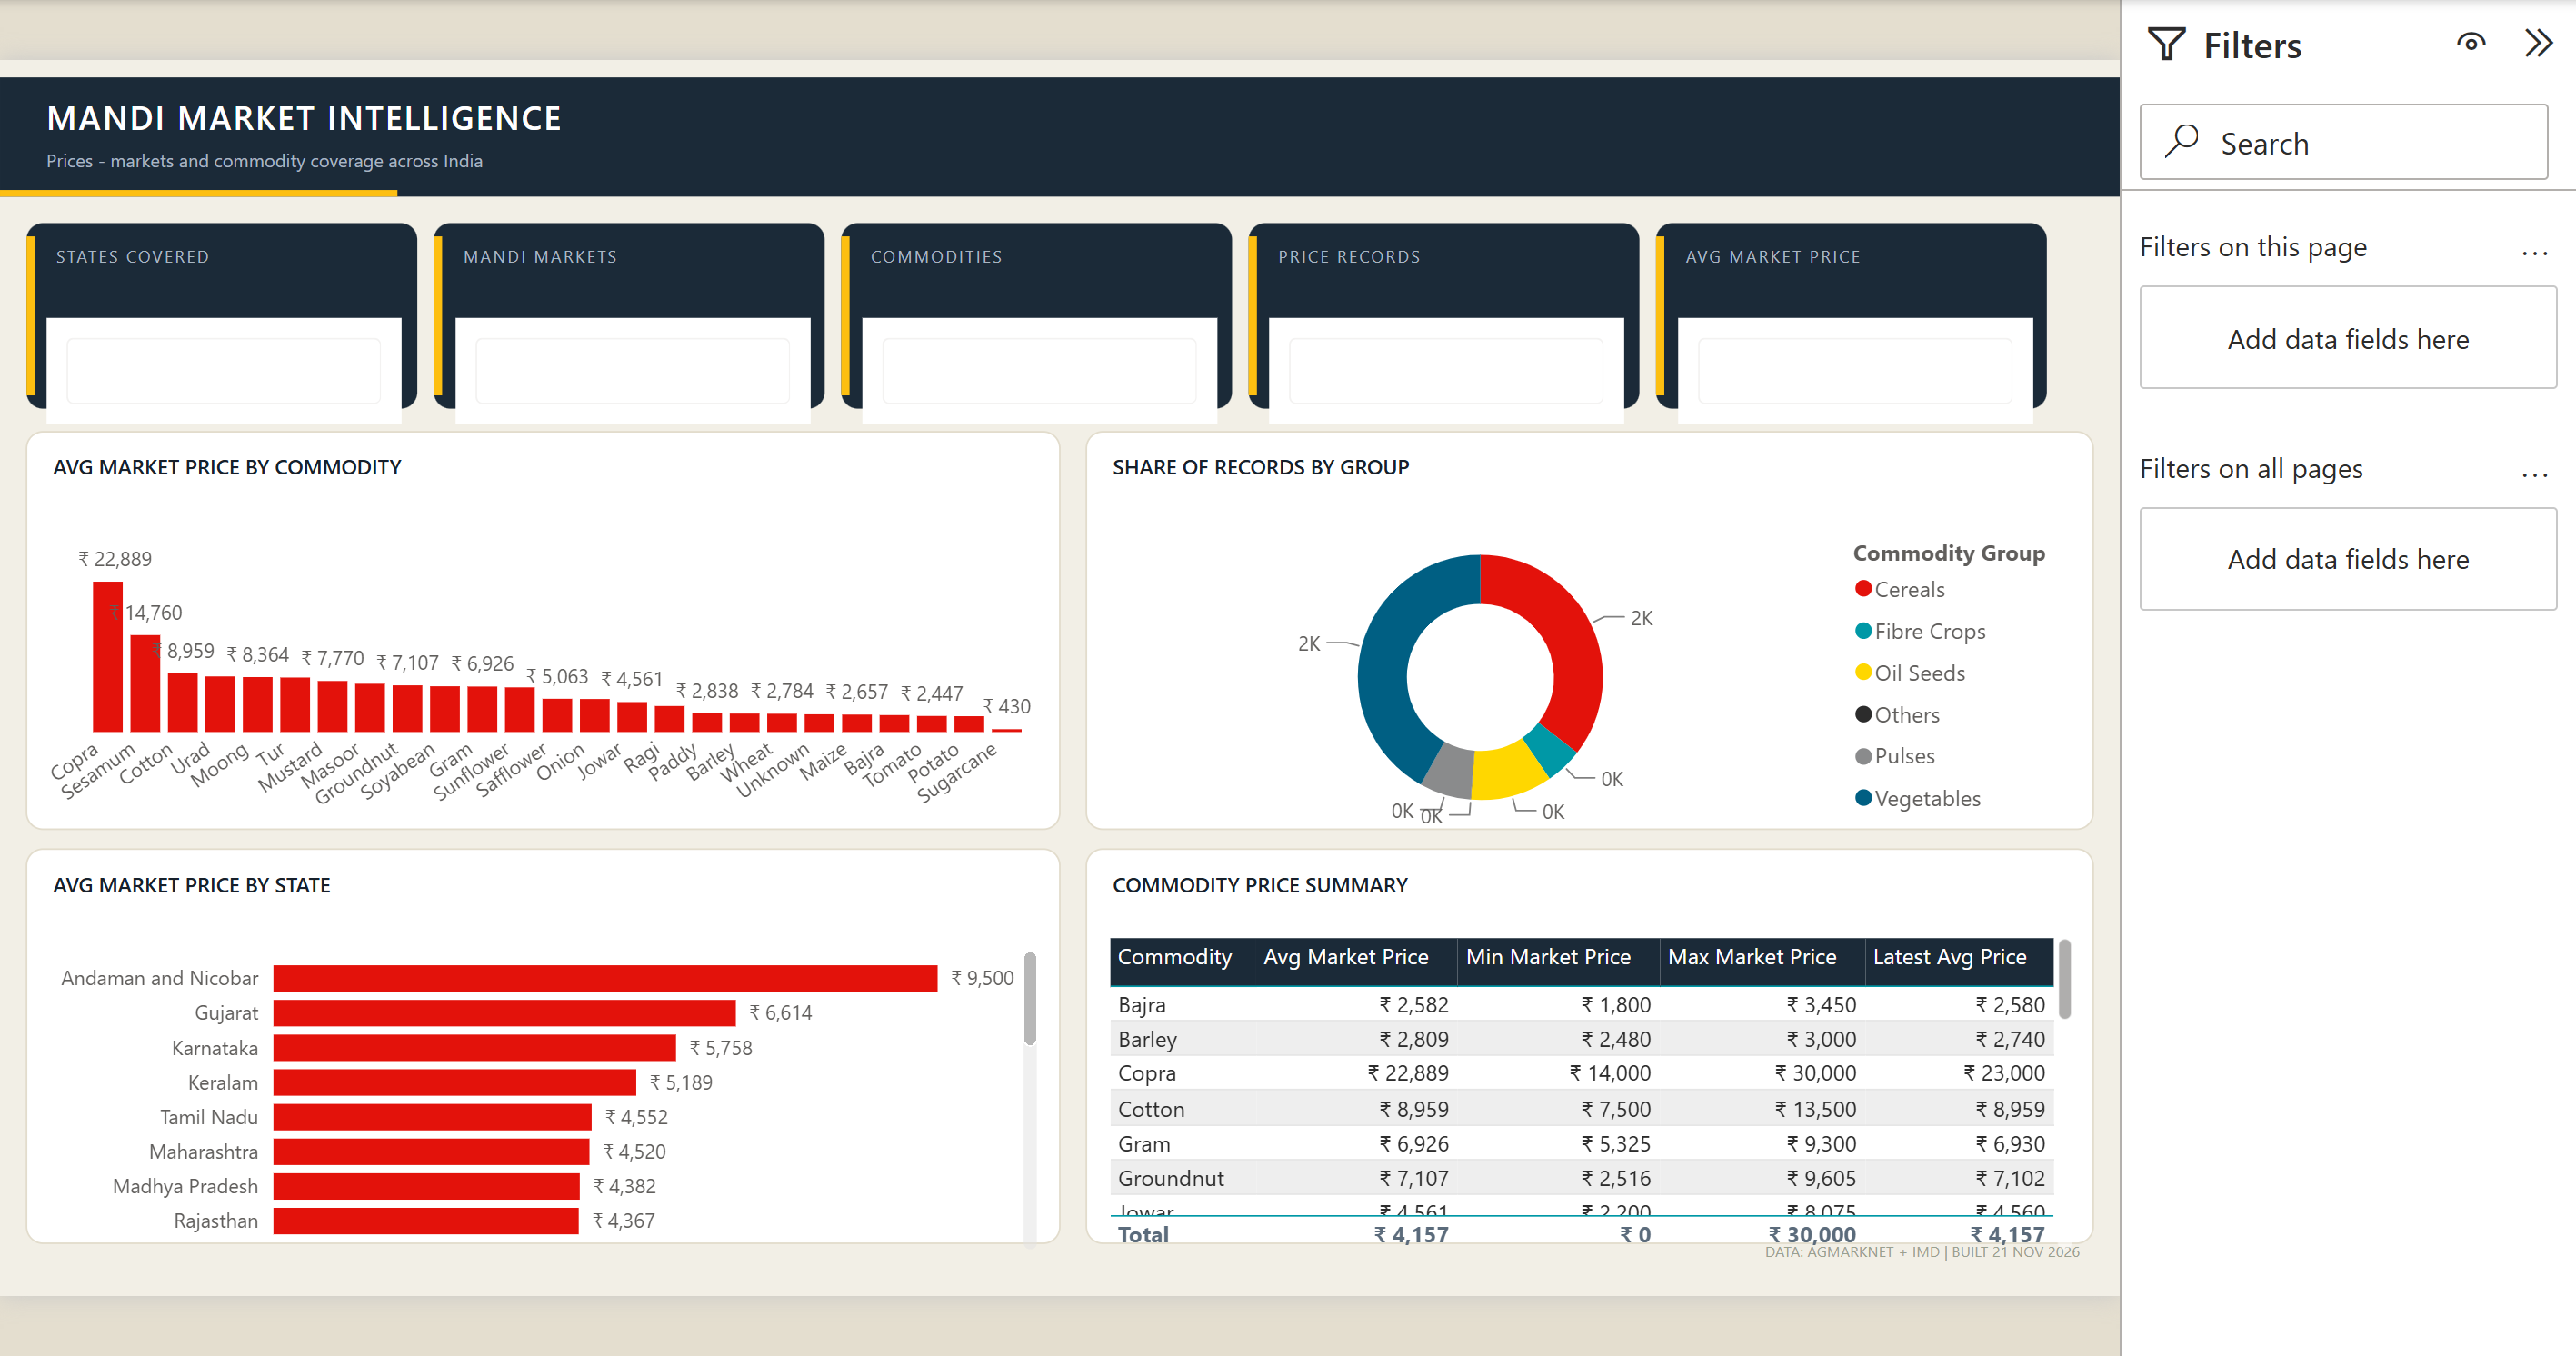 MANDI MARKET INTELLIGENCE
Prices - markets and commodity coverage across India
STATES COVERED
MANDI MARKETS
COMMODITIES
PRICE RECORDS
AVG MARKET PRICE
AVG MARKET PRICE BY COMMODITY
₹ 22,889
₹ 14,760
₹ 8,959
₹ 8,364
₹ 7,770
₹ 7,107
₹ 6,926
₹ 5,063
₹ 4,561
₹ 2,838
₹ 2,784
₹ 2,657
₹ 2,447
₹ 430
Copra
Sesamum
Cotton
Urad
Moong
Tur
Mustard
Masoor
Groundnut
Soyabean
Gram
Sunflower
Safflower
Onion
Jowar
Ragi
Paddy
Barley
Wheat
Unknown
Maize
Bajra
Tomato
Potato
Sugarcane
SHARE OF RECORDS BY GROUP
2K
2K
0K
0K
0K
0K
Commodity Group
Cereals
Fibre Crops
Oil Seeds
Others
Pulses
Vegetables
AVG MARKET PRICE BY STATE
Andaman and Nicobar ₹ 9,500
Gujarat ₹ 6,614
Karnataka ₹ 5,758
Keralam ₹ 5,189
Tamil Nadu ₹ 4,552
Maharashtra ₹ 4,520
Madhya Pradesh ₹ 4,382
Rajasthan ₹ 4,367
COMMODITY PRICE SUMMARY
Commodity Avg Market Price Min Market Price Max Market Price Latest Avg Price
Bajra ₹ 2,582 ₹ 1,800 ₹ 3,450 ₹ 2,580
Barley ₹ 2,809 ₹ 2,480 ₹ 3,000 ₹ 2,740
Copra ₹ 22,889 ₹ 14,000 ₹ 30,000 ₹ 23,000
Cotton ₹ 8,959 ₹ 7,500 ₹ 13,500 ₹ 8,959
Gram ₹ 6,926 ₹ 5,325 ₹ 9,300 ₹ 6,930
Groundnut ₹ 7,107 ₹ 2,516 ₹ 9,605 ₹ 7,102
Jowar ₹ 4,561 ₹ 2,200 ₹ 8,075 ₹ 4,560
Total ₹ 4,157 ₹ 0 ₹ 30,000 ₹ 4,157
DATA: AGMARKNET + IMD | BUILT 21 NOV 2026
Filters
Search
Filters on this page
...
Add data fields here
Filters on all pages
...
Add data fields here